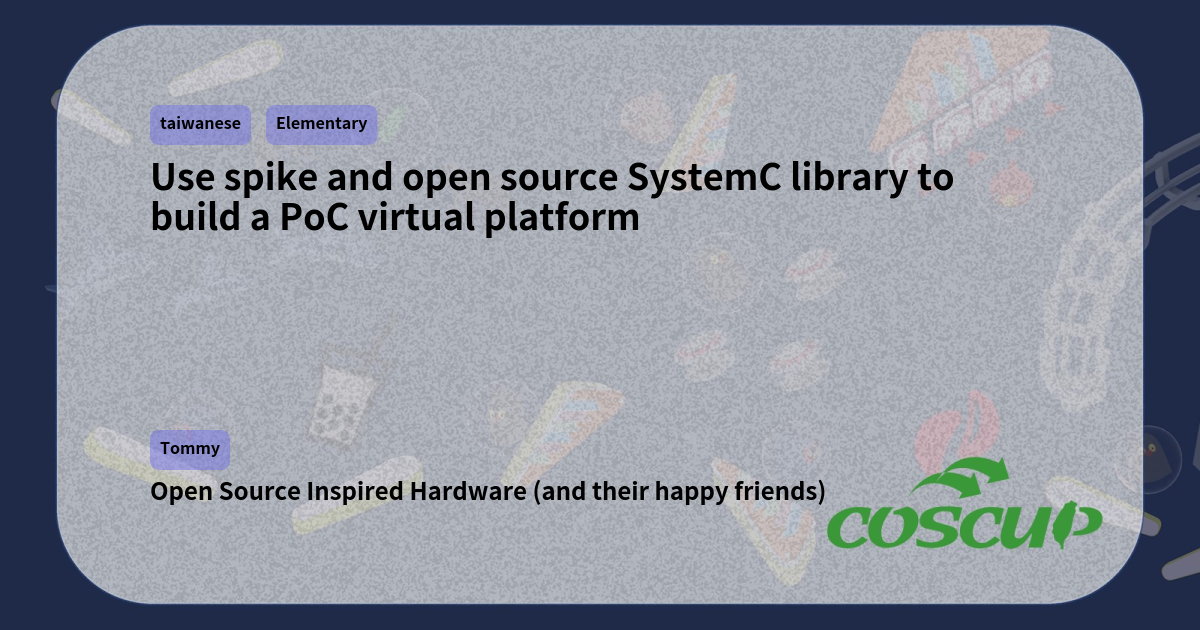 taiwanese Elementary
Use spike and open source SystemC library to
build a PoC virtual platform
Tommy
Open Source Inspired Hardware (and their happy friends)
COSCUP